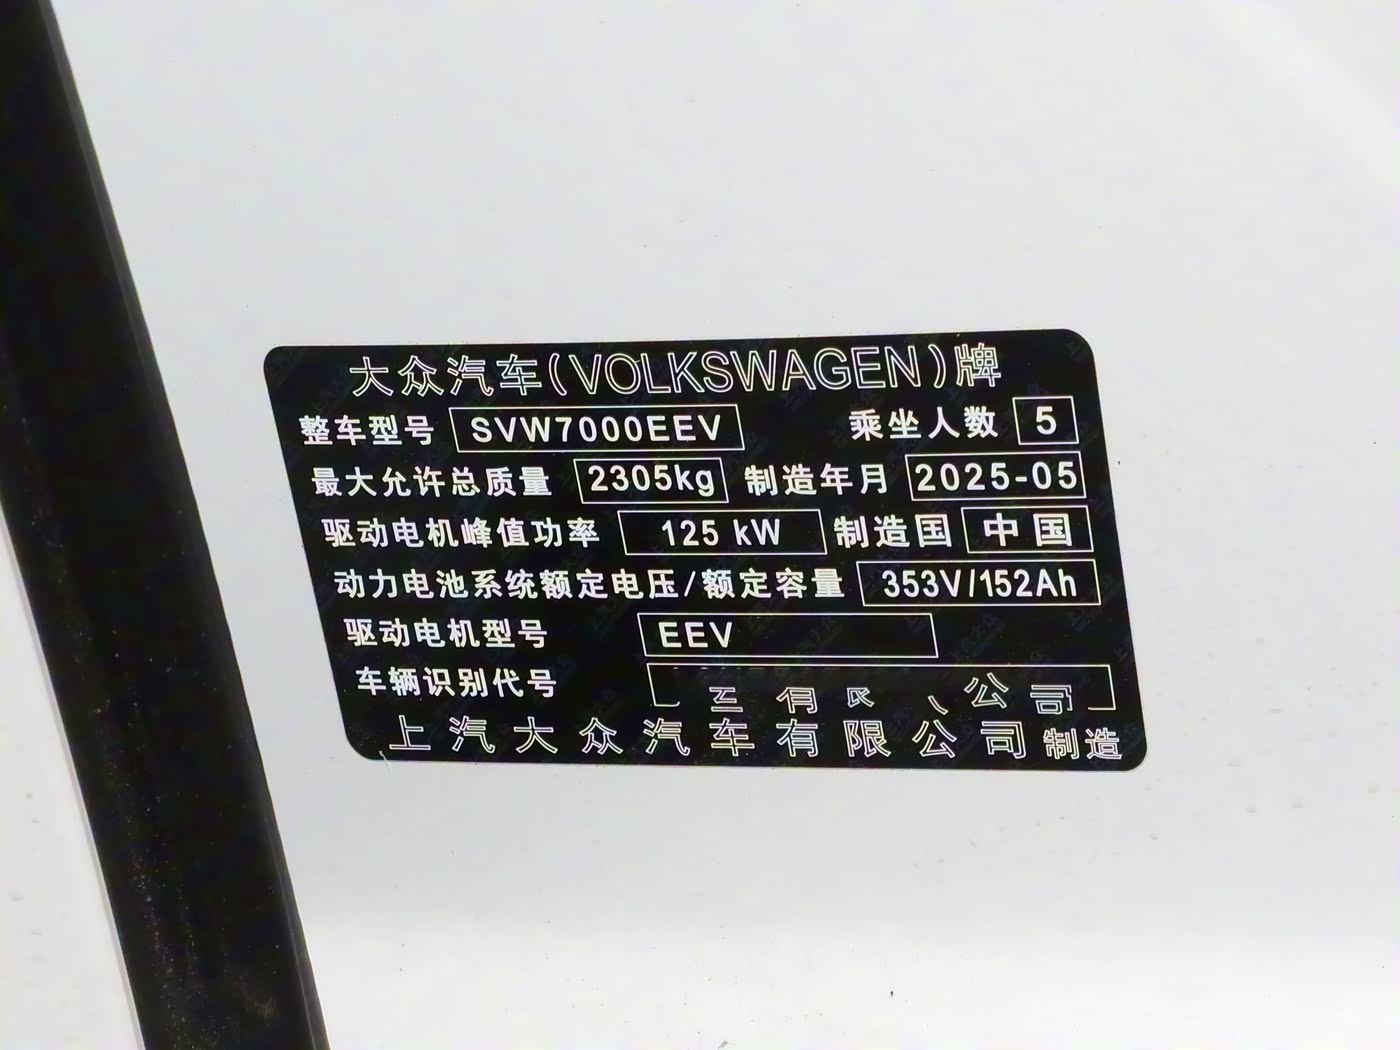 大众汽车(VOLKSWAGEN)牌
整车型号 SVW7000EEV 乘坐人数 5
最大允许总质量 2305kg 制造年月 2025-05
驱动电机峰值功率 125 kW 制造国 中国
动力电池系统额定电压/额定容量 353V/152Ah
驱动电机型号 EEV
车辆识别代号
公司
上汽大众汽车有限公司制造